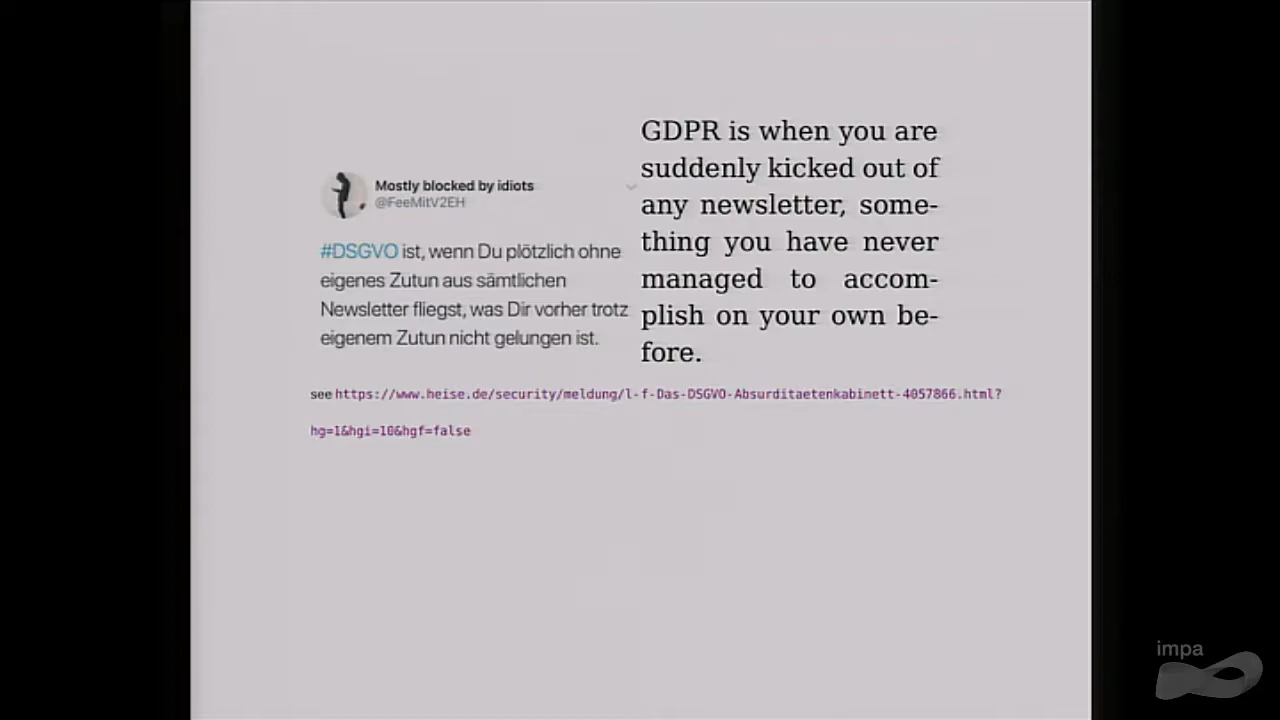 Mostly blocked by idiots
@FeeMitV2EH
#DSGVO ist, wenn Du plötzlich ohne
eigenes Zutun aus sämtlichen
Newsletter fliegst, was Dir vorher trotz
eigenem Zutun nicht gelungen ist.
GDPR is when you are
suddenly kicked out of
any newsletter, some-
thing you have never
managed to accom-
plish on your own be-
fore.
see https://www.heise.de/security/meldung/l-f-Das-DSGVO-Absurditaetenkabinett-4057866.html?
hg=1&hgi=10&hgf=false
impa